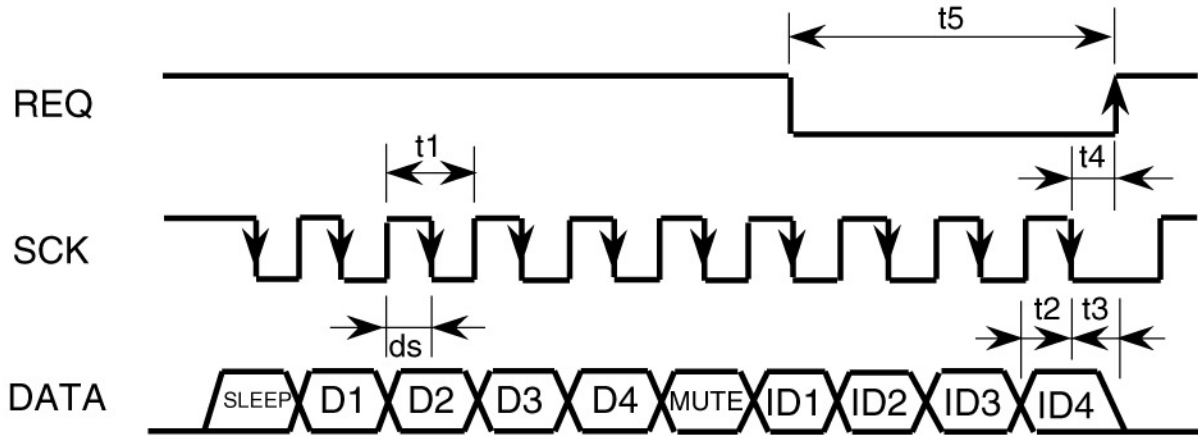 t5
REQ
t1
t4
SCK
t2 t3
ds
DATA SLEEP D1 D2 D3 D4 MUTE ID1 ID2 ID3 ID4